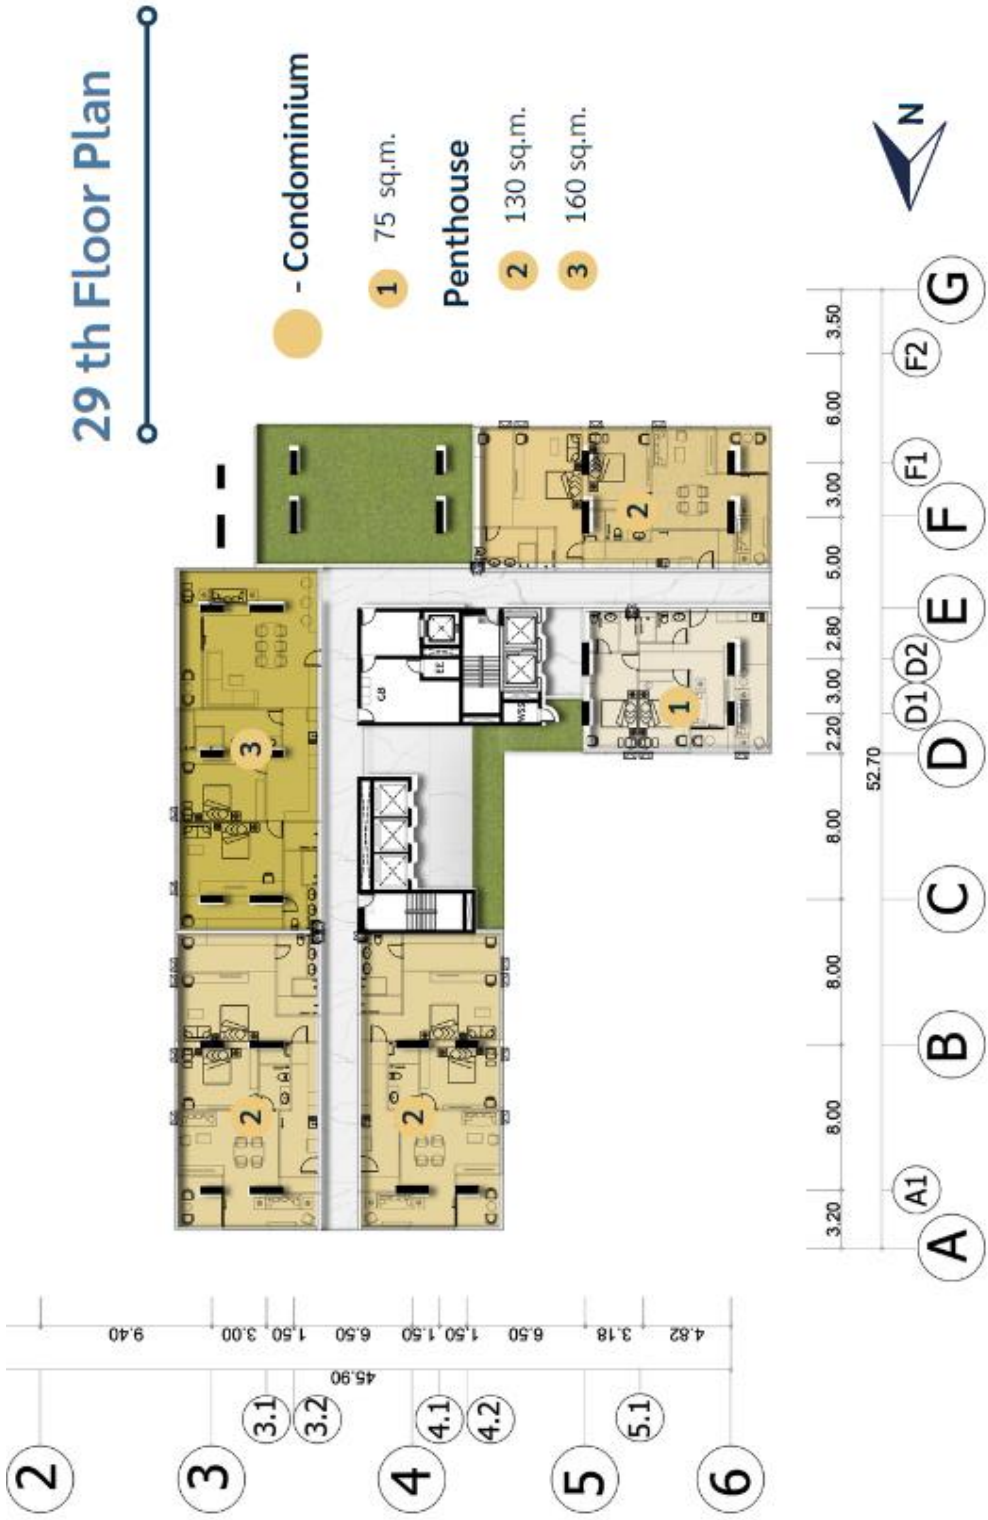 29 th Floor Plan
- Condominium
1 75 sq.m.
Penthouse
2 130 sq.m.
3 160 sq.m.
N
2
3
2
1
2
GB
EE
WSS
2
3
3.1
3.2
4
4.1
4.2
5
5.1
6
9.40
3.00
1.50
6.50
1.50
1.50
6.50
3.18
4.82
45.90
3.20
8.00
8.00
8.00
2.20
3.00
2.80
5.00
3.00
6.00
3.50
52.70
A
A1
B
C
D
D1
D2
E
F
F1
F2
G